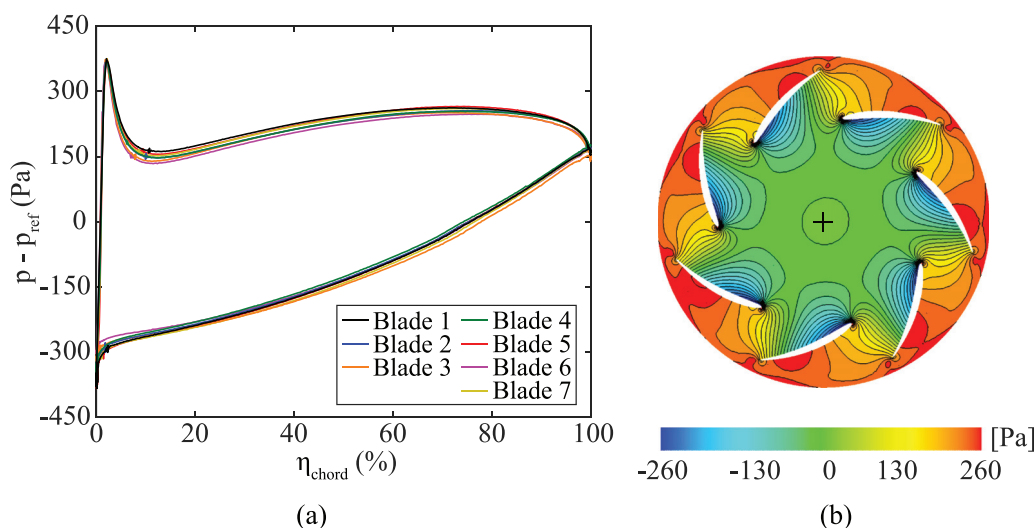 450
300
150
0
-150
-300
-450
p - p_ref (Pa)
Blade 1
Blade 2
Blade 3
Blade 4
Blade 5
Blade 6
Blade 7
0 20 40 60 80 100
η_chord (%)
(a)
[Pa]
-260 -130 0 130 260
(b)